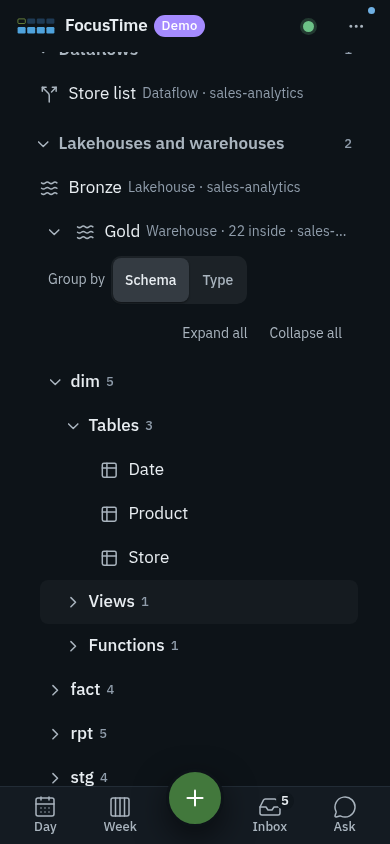 FocusTime Demo
Dataflows 1
Store list Dataflow · sales-analytics
Lakehouses and warehouses 2
Bronze Lakehouse · sales-analytics
Gold Warehouse · 22 inside · sales-...
Group by Schema Type
Expand all Collapse all
dim 5
Tables 3
Date
Product
Store
Views 1
Functions 1
fact 4
rpt 5
stg 4
Day Week Inbox 5 Ask